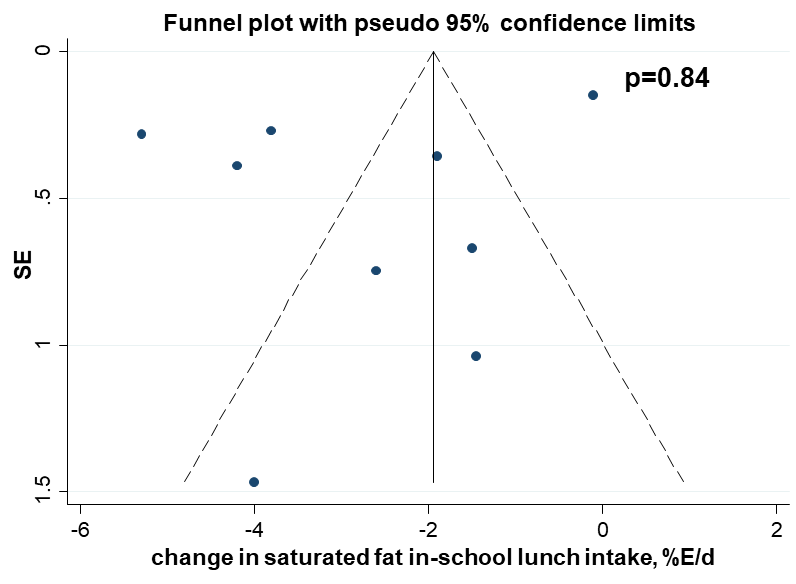 Funnel plot with pseudo 95% confidence limits
p=0.84
0
.5
1
1.5
SE
-6 -4 -2 0 2
change in saturated fat in-school lunch intake, %E/d